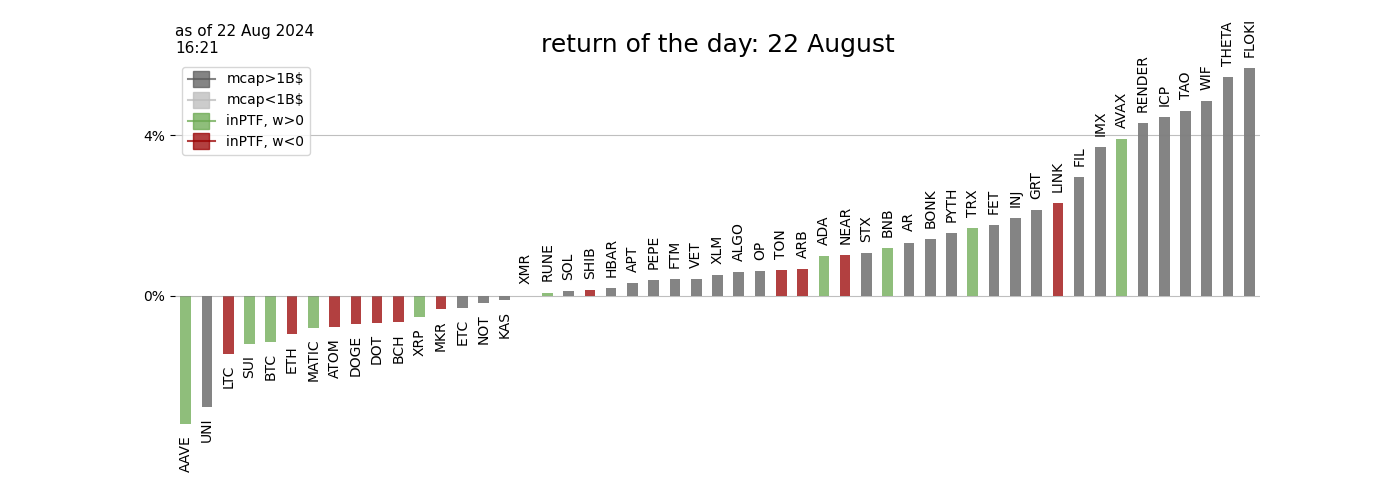 as of 22 Aug 2024
16:21
return of the day: 22 August
mcap>1B$
mcap<1B$
inPTF, w>0
inPTF, w<0
4%
0%
AAVE
UNI
LTC
SUI
BTC
ETH
MATIC
ATOM
DOGE
DOT
BCH
XRP
MKR
ETC
NOT
KAS
XMR
RUNE
SOL
SHIB
HBAR
APT
PEPE
FTM
VET
XLM
ALGO
OP
TON
ARB
ADA
NEAR
STX
BNB
AR
BONK
PYTH
TRX
FET
INJ
GRT
LINK
FIL
IMX
AVAX
RENDER
ICP
TAO
WIF
THETA
FLOKI